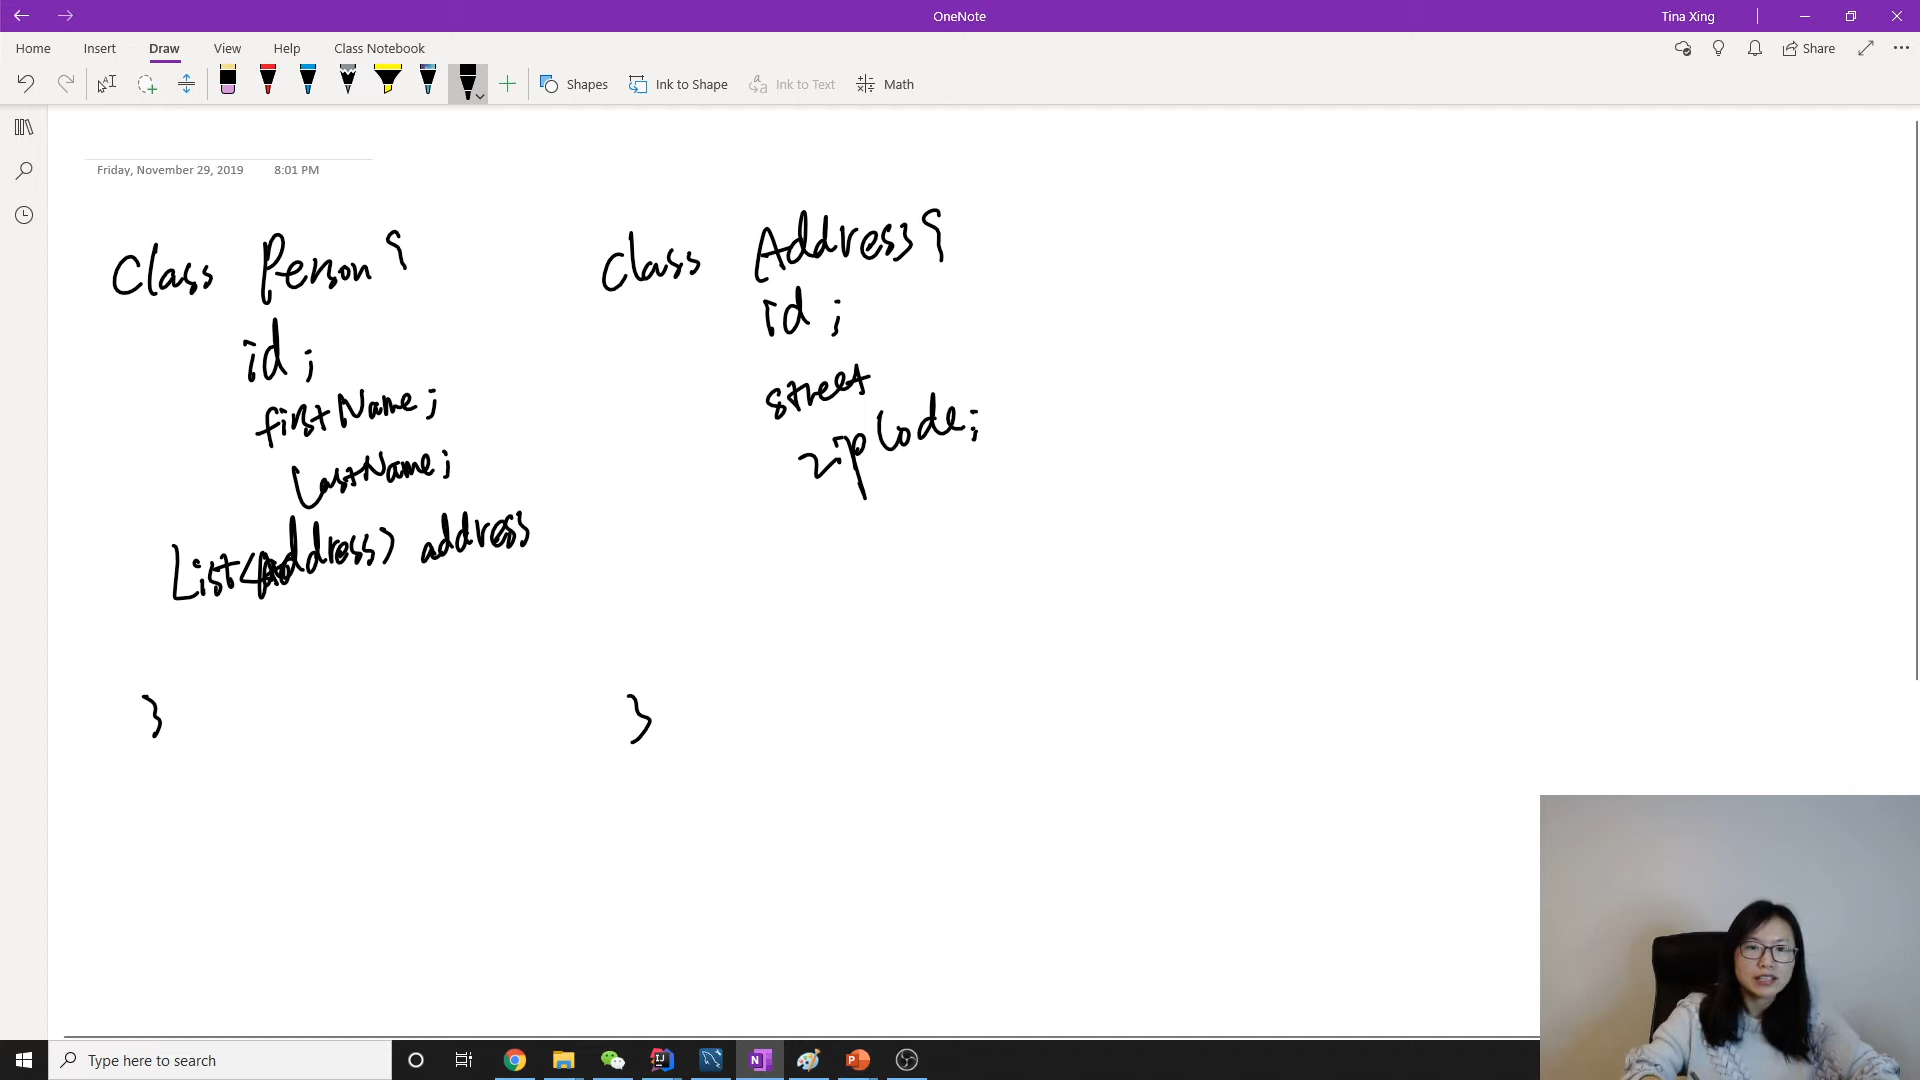 OneNote
Tina Xing
Home
Insert
Draw
View
Help
Class Notebook
Share
Shapes
Ink to Shape
Ink to Text
Math
Friday, November 29, 2019
8:01 PM
Class Person {
id ;
firstName ;
LastName ;
List<Address> address
}
class Address {
id ;
street
zipCode ;
}
Type here to search